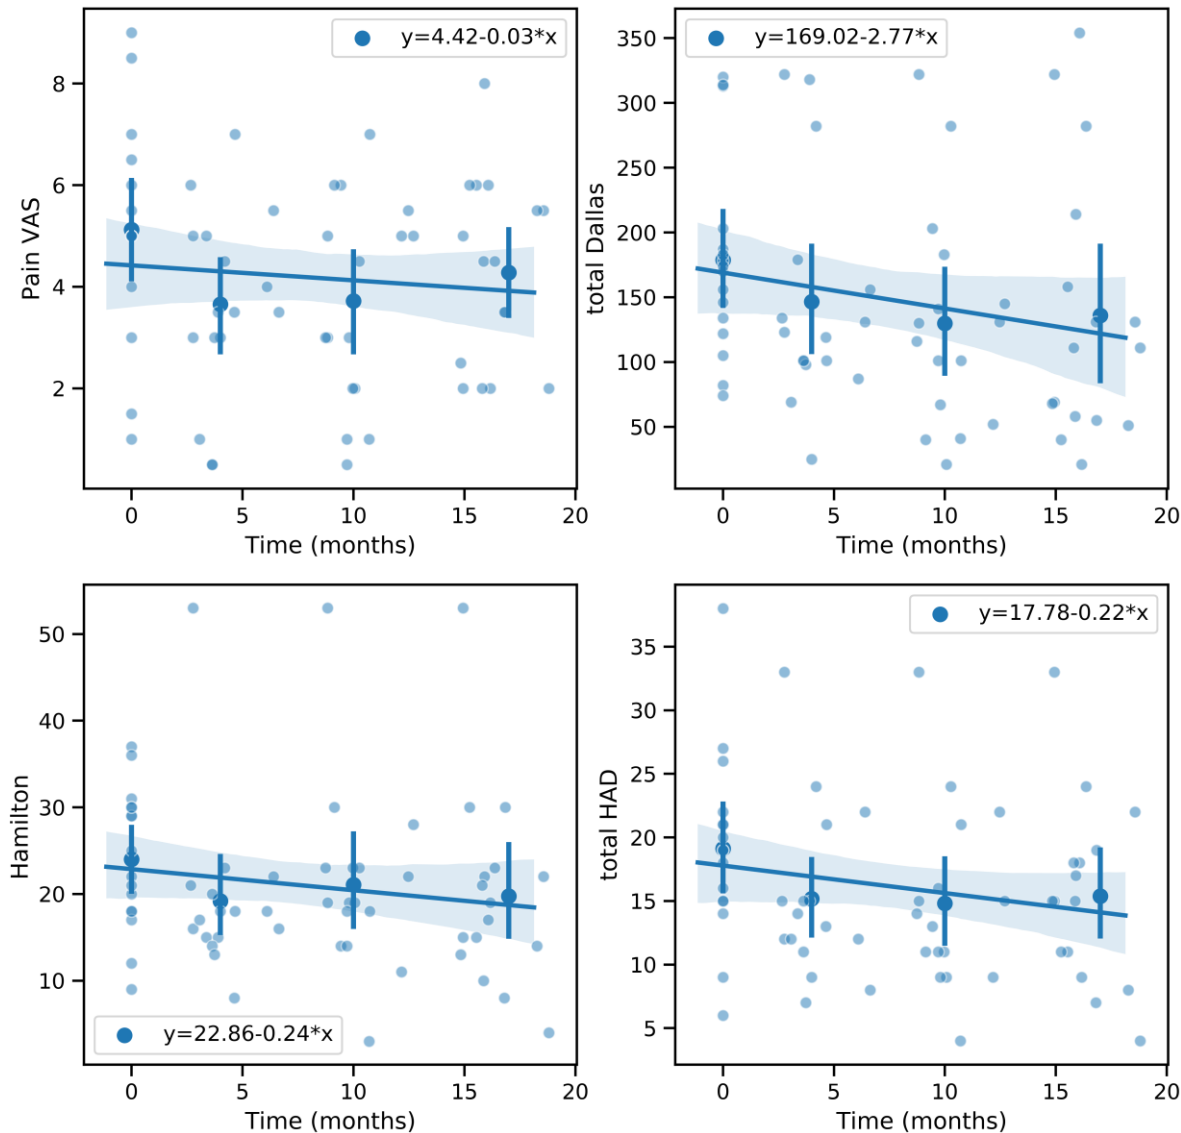 y=4.42-0.03*x
8
6
4
2
Pain VAS
0 5 10 15 20
Time (months)
y=169.02-2.77*x
350
300
250
200
150
100
50
total Dallas
0 5 10 15 20
Time (months)
50
40
30
20
10
Hamilton
y=22.86-0.24*x
0 5 10 15 20
Time (months)
y=17.78-0.22*x
35
30
25
20
15
10
5
total HAD
0 5 10 15 20
Time (months)